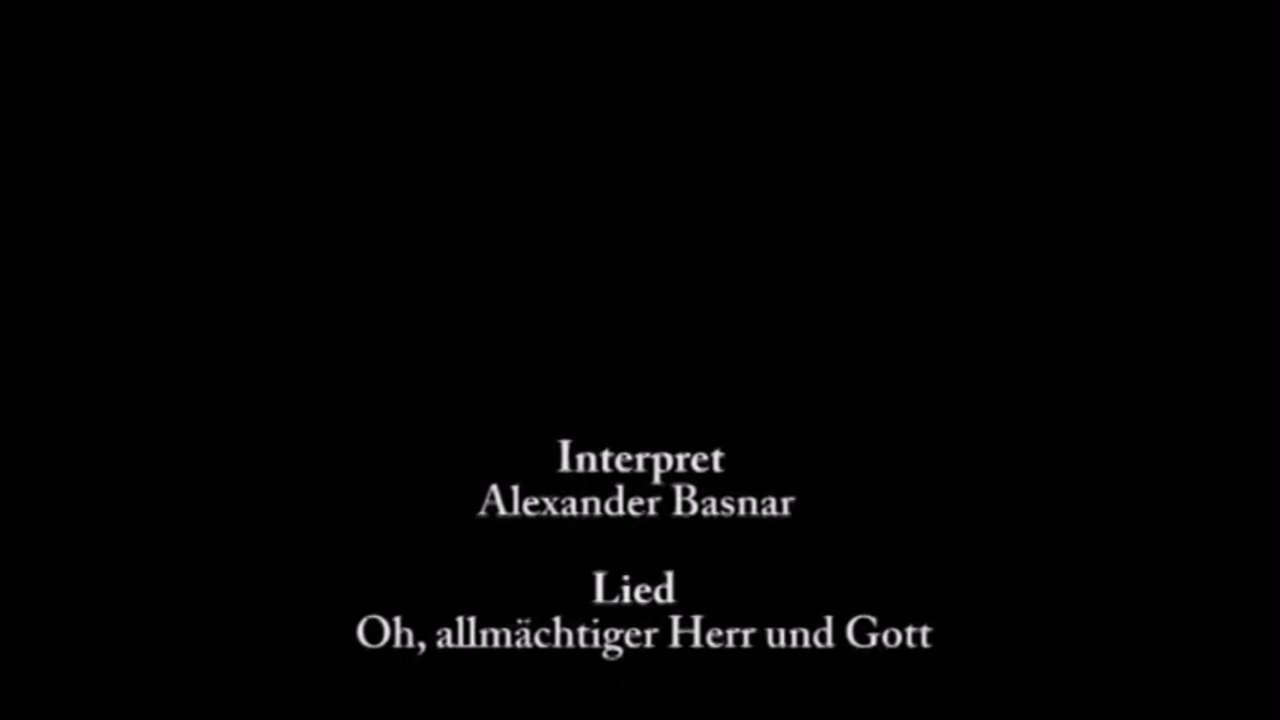 Interpret
Alexander Basnar
Lied
Oh, allmächtiger Herr und Gott